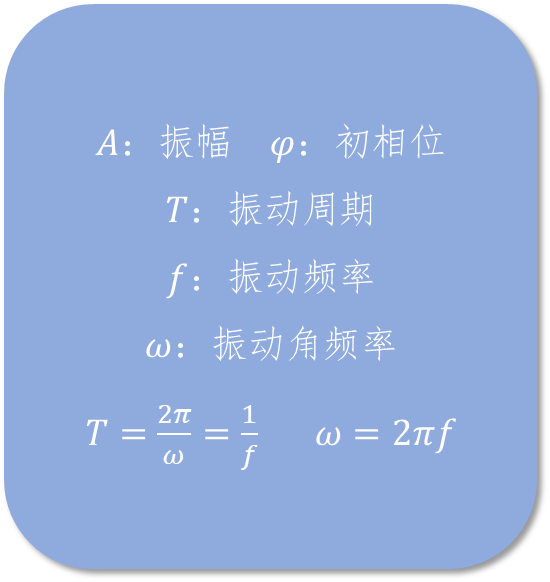 A：振幅 φ：初相位
T：振动周期
f：振动频率
ω：振动角频率
T = 2π/ω = 1/f ω = 2πf